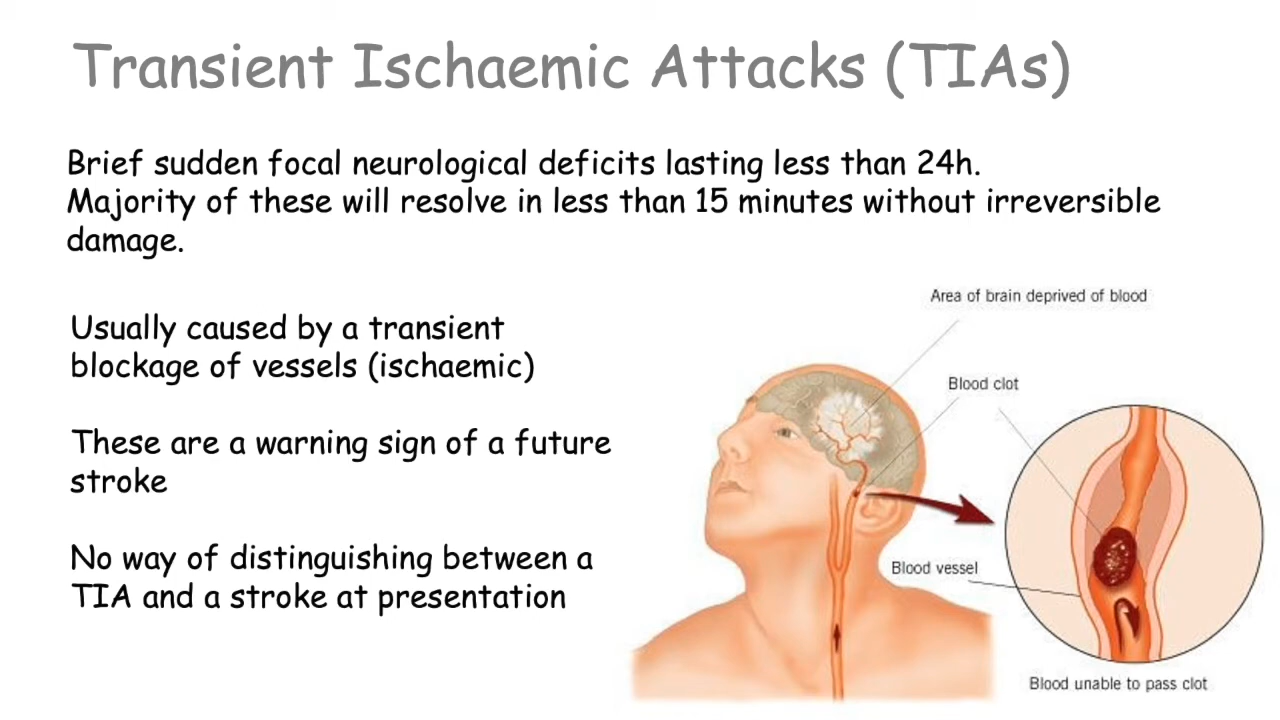 Transient Ischaemic Attacks (TIAs)
Brief sudden focal neurological deficits lasting less than 24h.
Majority of these will resolve in less than 15 minutes without irreversible
damage.
Usually caused by a transient
blockage of vessels (ischaemic)
These are a warning sign of a future
stroke
No way of distinguishing between a
TIA and a stroke at presentation
Area of brain deprived of blood
Blood clot
Blood vessel
Blood unable to pass clot